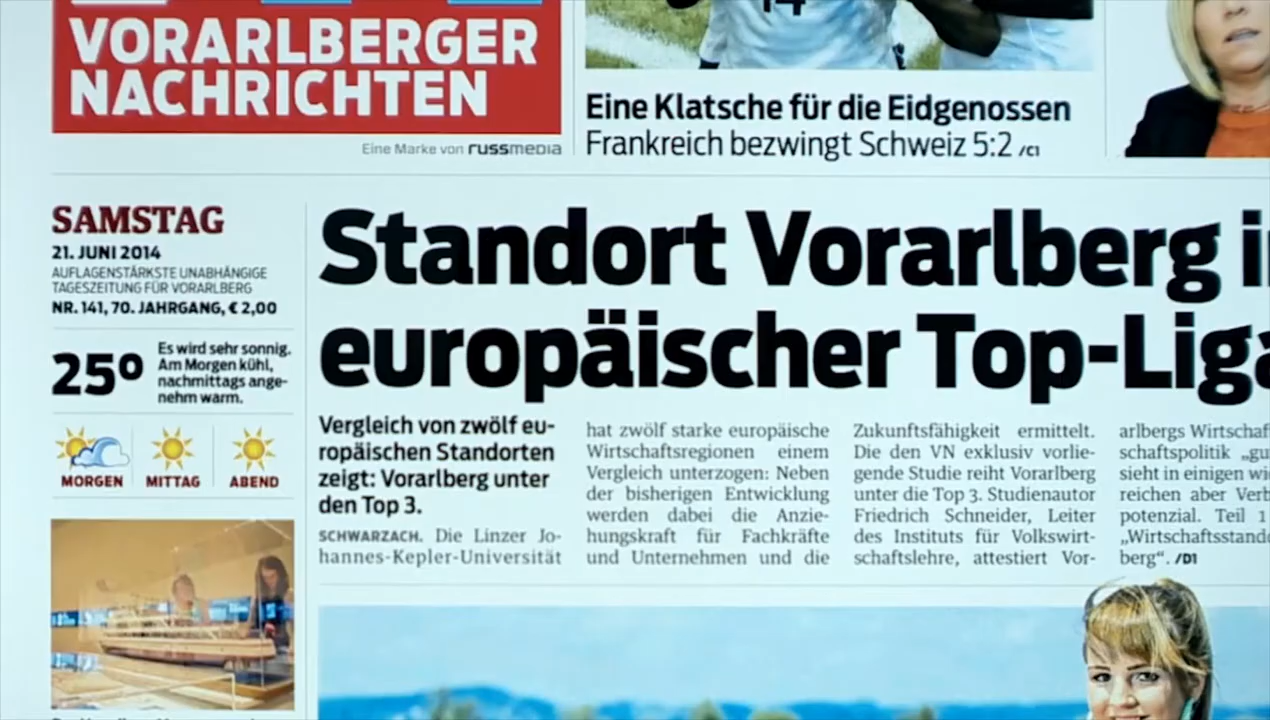 14
VORARLBERGER
NACHRICHTEN
Eine Marke von russmedia
Eine Klatsche für die Eidgenossen
Frankreich bezwingt Schweiz 5:2 /C1
SAMSTAG
21. JUNI 2014
AUFLAGENSTÄRKSTE UNABHÄNGIGE
TAGESZEITUNG FÜR VORARLBERG
NR. 141, 70. JAHRGANG, € 2,00
25°
Es wird sehr sonnig.
Am Morgen kühl,
nachmittags ange-
nehm warm.
MORGEN MITTAG ABEND
Standort Vorarlberg
europäischer Top-Liga
Vergleich von zwölf eu-
ropäischen Standorten
zeigt: Vorarlberg unter
den Top 3.
SCHWARZACH. Die Linzer Jo-
hannes-Kepler-Universität
hat zwölf starke europäische
Wirtschaftsregionen einem
Vergleich unterzogen: Neben
der bisherigen Entwicklung
werden dabei die Anzie-
hungskraft für Fachkräfte
und Unternehmen und die
Zukunftsfähigkeit ermittelt.
Die den VN exklusiv vorlie-
gende Studie reiht Vorarlberg
unter die Top 3. Studienautor
Friedrich Schneider, Leiter
des Instituts für Volkswirt-
schaftslehre, attestiert Vor-
arlbergs Wirtschaf
schaftspolitik „gu
sieht in einigen
reichen aber Verb
potenzial. Teil 1
„Wirtschaftsstando
berg“. /D1